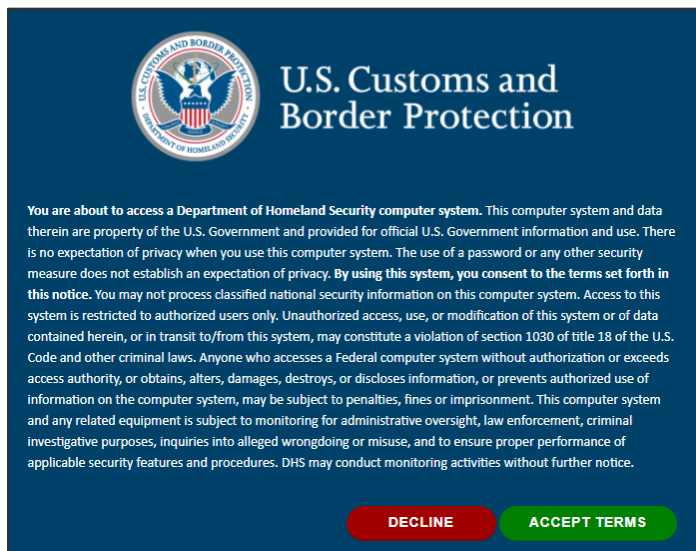 U.S. CUSTOMS AND BORDER PROTECTION
DEPARTMENT OF HOMELAND SECURITY
U.S. Customs and
Border Protection
You are about to access a Department of Homeland Security computer system. This computer system and data
therein are property of the U.S. Government and provided for official U.S. Government information and use. There
is no expectation of privacy when you use this computer system. The use of a password or any other security
measure does not establish an expectation of privacy. By using this system, you consent to the terms set forth in
this notice. You may not process classified national security information on this computer system. Access to this
system is restricted to authorized users only. Unauthorized access, use, or modification of this system or of data
contained herein, or in transit to/from this system, may constitute a violation of section 1030 of title 18 of the U.S.
Code and other criminal laws. Anyone who accesses a Federal computer system without authorization or exceeds
access authority, or obtains, alters, damages, destroys, or discloses information, or prevents authorized use of
information on the computer system, may be subject to penalties, fines or imprisonment. This computer system
and any related equipment is subject to monitoring for administrative oversight, law enforcement, criminal
investigative purposes, inquiries into alleged wrongdoing or misuse, and to ensure proper performance of
applicable security features and procedures. DHS may conduct monitoring activities without further notice.
DECLINE
ACCEPT TERMS